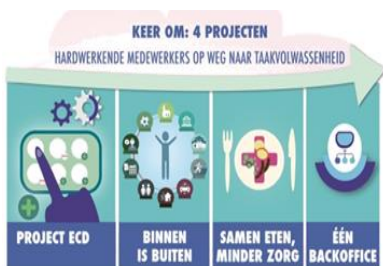 KEER OM: 4 PROJECTEN
HARDWERKENDE MEDEWERKERS OP WEG NAAR TAAKVOLWASSENHEID
PROJECT ECD
BINNEN
IS BUITEN
SAMEN ETEN,
MINDER ZORG
ÉÉN
BACKOFFICE